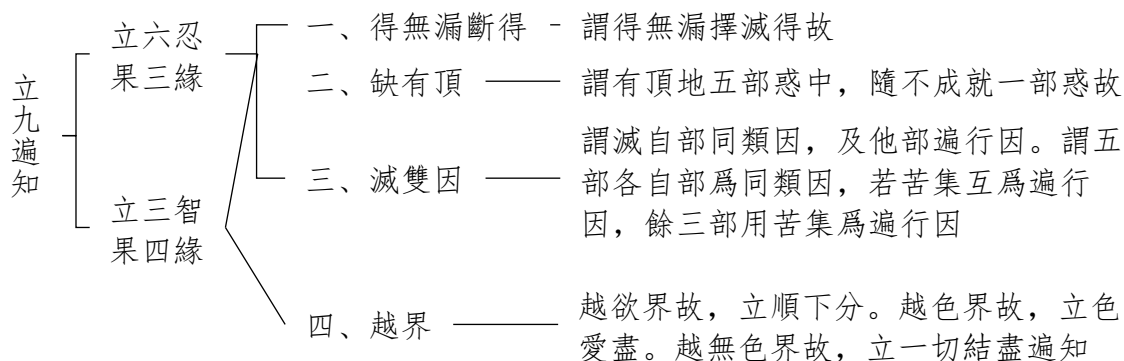 立九遍知
立六忍
果三緣
立三智
果四緣
一、得無漏斷得
謂得無漏擇滅得故
二、缺有頂
謂有頂地五部惑中，隨不成就一部惑故
三、滅雙因
謂滅自部同類因，及他部遍行因。謂五
部各自部爲同類因，若苦集互爲遍行
因，餘三部用苦集爲遍行因
四、越界
越欲界故，立順下分。越色界故，立色
愛盡。越無色界故，立一切結盡遍知